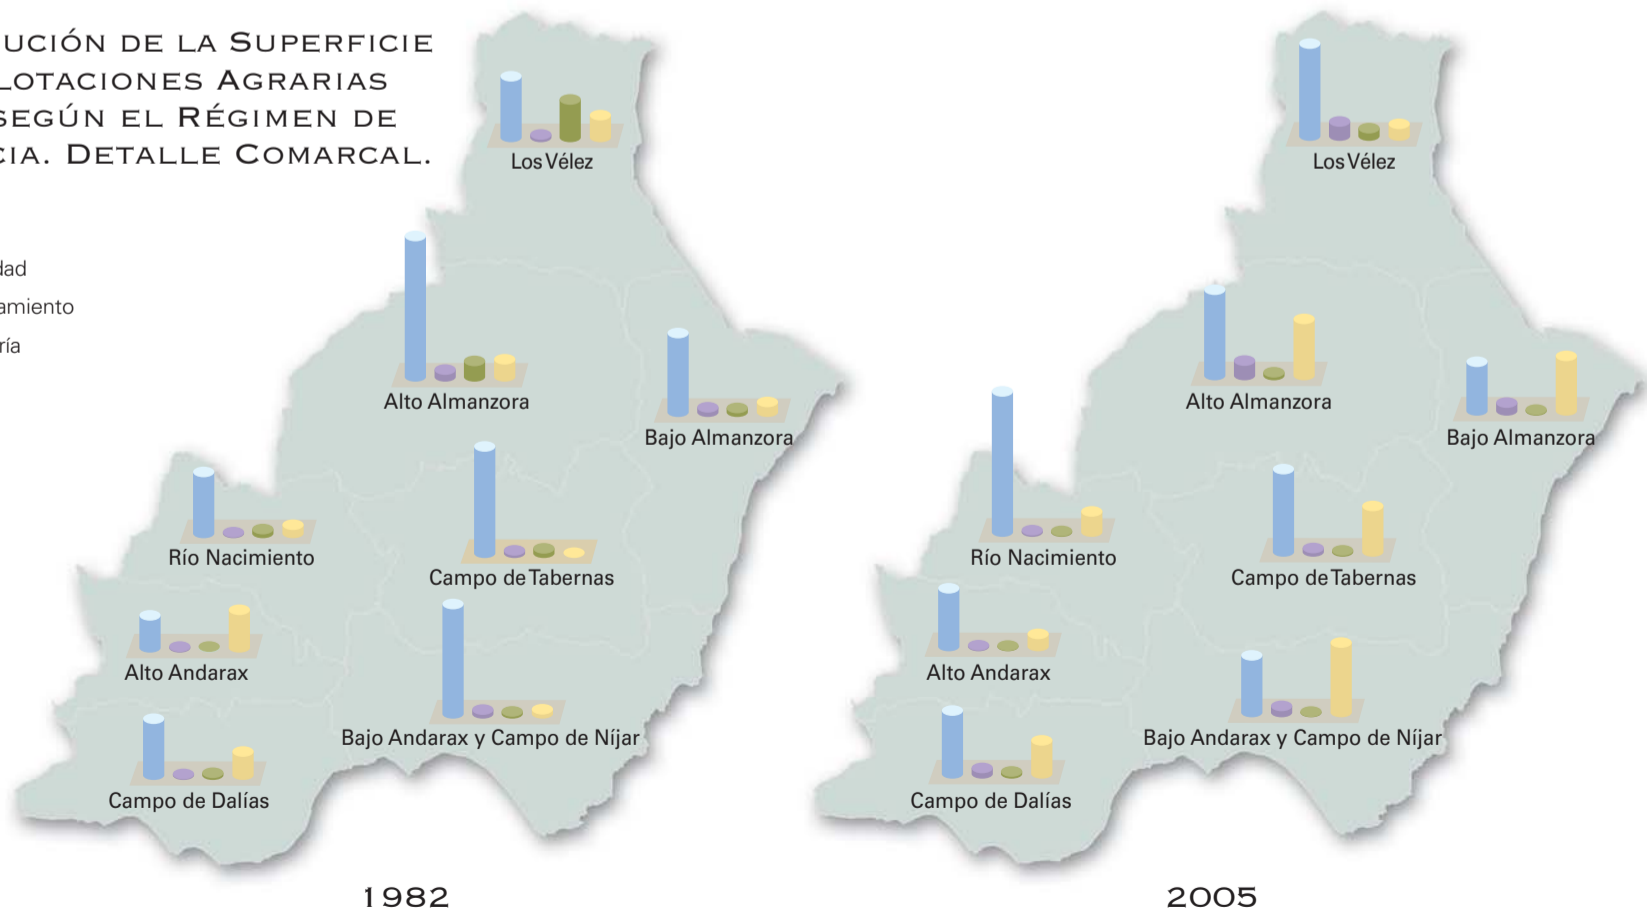 UCIÓN DE LA SUPERFICIE
LOTACIONES AGRARIAS
SEGÚN EL RÉGIMEN DE
CIA. DETALLE COMARCAL.
dad
amiento
ría
Los Vélez
Alto Almanzora
Bajo Almanzora
Río Nacimiento
Campo de Tabernas
Alto Andarax
Bajo Andarax y Campo de Níjar
Campo de Dalías
1982
Los Vélez
Alto Almanzora
Bajo Almanzora
Río Nacimiento
Campo de Tabernas
Alto Andarax
Bajo Andarax y Campo de Níjar
Campo de Dalías
2005